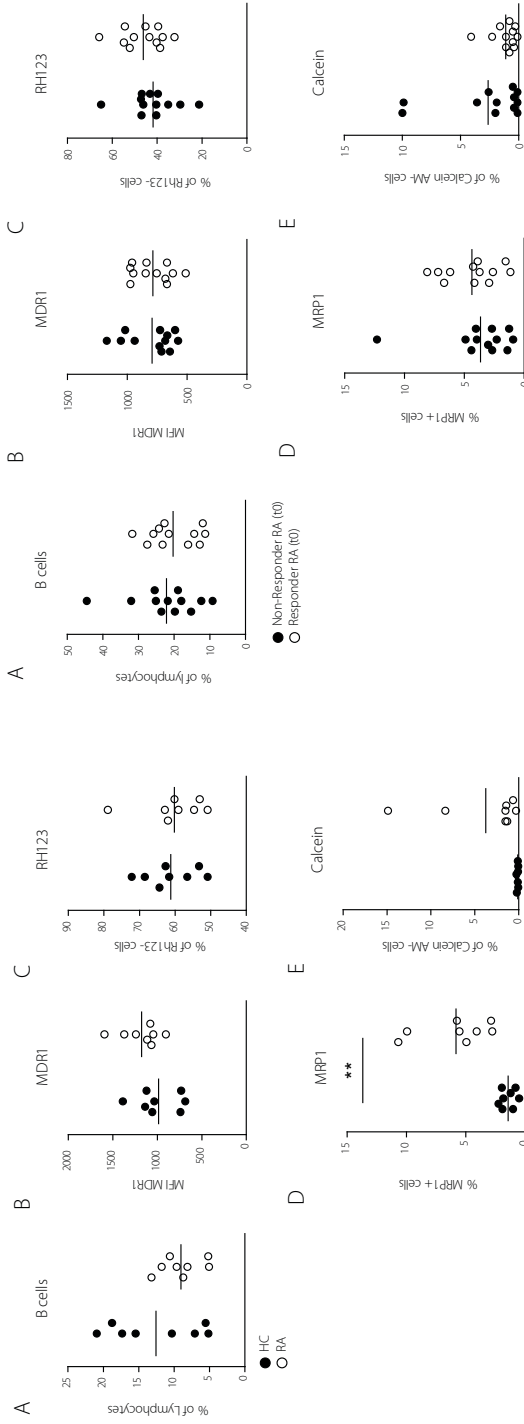 A
B cells
% of Lymphocytes
25
20
15
10
5
0
HC
RA
B
MDR1
MFI MDR1
2000
1500
1000
500
0
C
RH123
% of Rh123- cells
90
80
70
60
50
40
D
MRP1
% MRP1+ cells
15
10
5
0
**
E
Calcein
% of Calcein AM- cells
20
15
10
5
0
A
B cells
% of lymphocytes
50
40
30
20
10
0
Non-Responder RA (t0)
Responder RA (t0)
B
MDR1
MFI MDR1
1500
1000
500
0
C
RH123
% of Rh123- cells
80
60
40
20
0
D
MRP1
% MRP1+ cells
15
10
5
0
E
Calcein
% of Calcein AM- cells
15
10
5
0